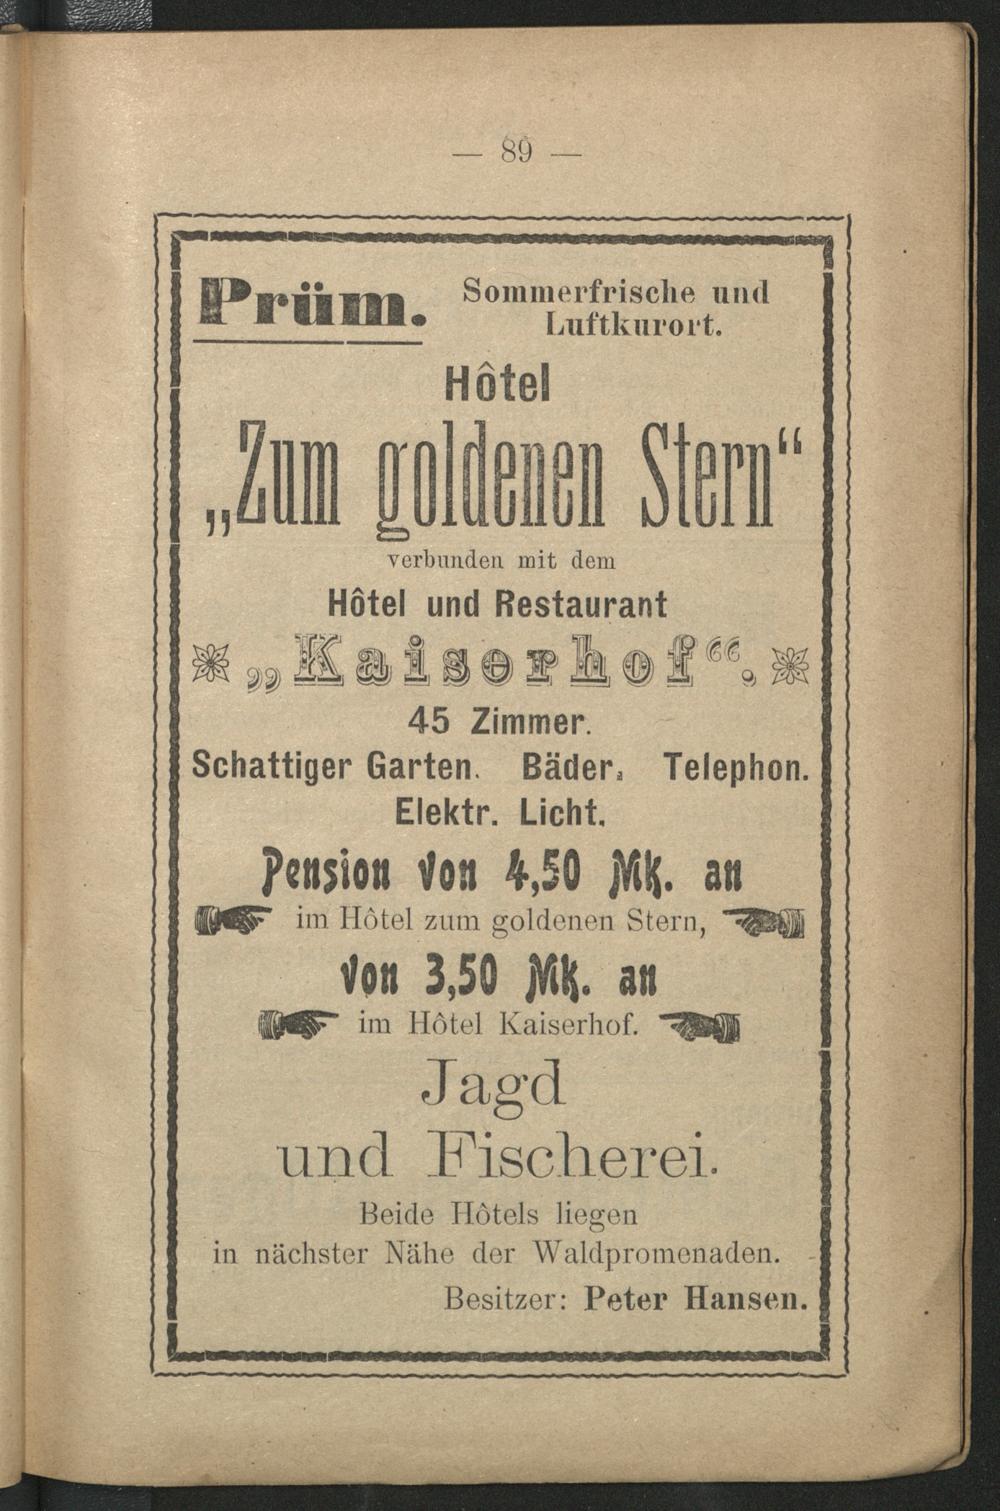 — 89 —
Prüm. Sommerfrische und
Luftkurort.
Hôtel
„Zum goldenen Stern“
verbunden mit dem
Hôtel und Restaurant
„Kaiserhof“.
45 Zimmer.
Schattiger Garten. Bäder. Telephon.
Elektr. Licht.
Pension von 4,50 Mk. an
im Hôtel zum goldenen Stern,
von 3,50 Mk. an
im Hôtel Kaiserhof.
Jagd
und Fischerei.
Beide Hôtels liegen
in nächster Nähe der Waldpromenaden.
Besitzer: Peter Hansen.